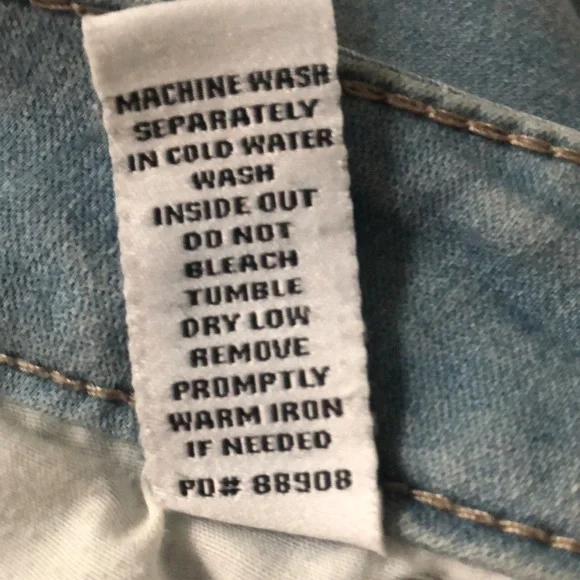 MACHINE WASH
SEPARATELY
IN COLD WATER
WASH
INSIDE OUT
DO NOT
BLEACH
TUMBLE
DRY LOW
REMOVE
PROMPTLY
WARM IRON
IF NEEDED
PO# 88908